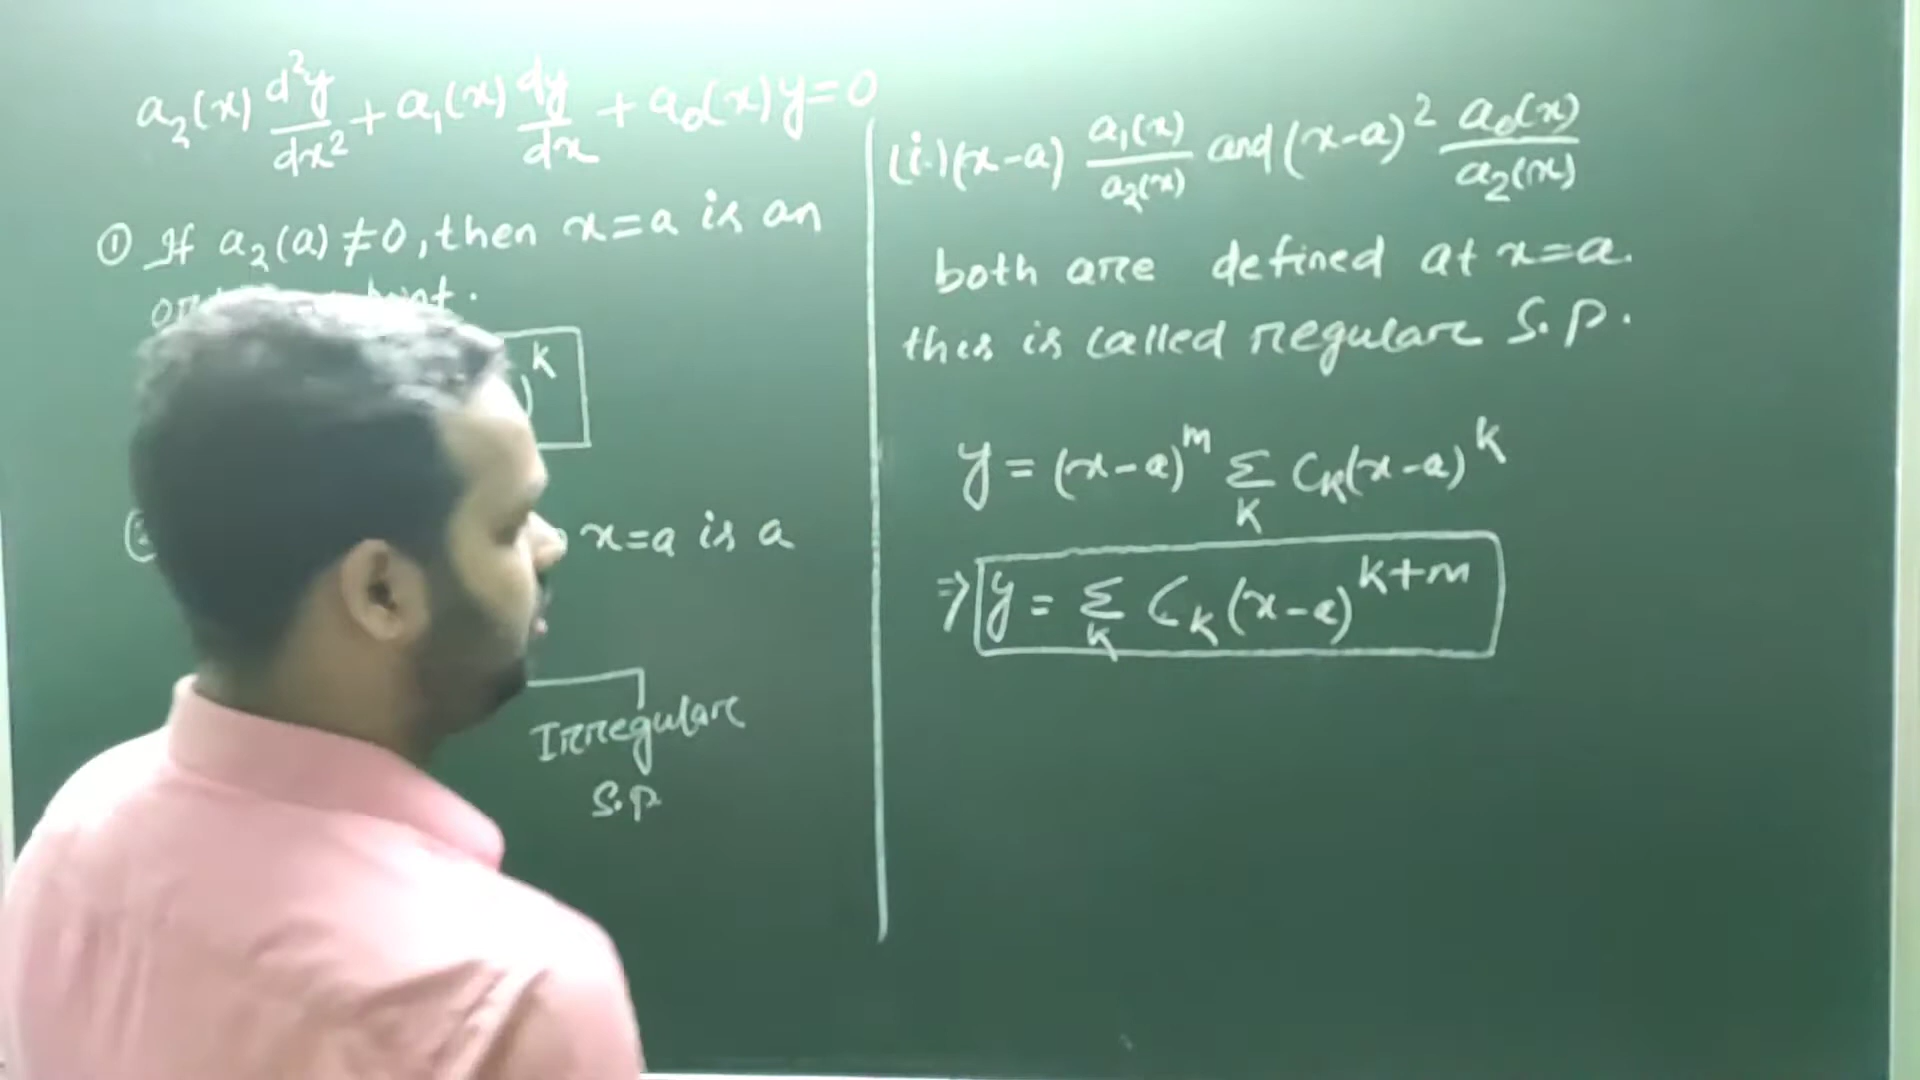 a₂(x) d²y/dx² + a₁(x) dy/dx + a₀(x)y=0
① If a₂(a) ≠ 0, then x=a is an
k
x=a is a
Irregular
S.P
(i.) (x-a) a₁(x)/a₂(x) and (x-a)² a₀(x)/a₂(x)
both are defined at x=a.
this is called regular S.P.
y = (x-a)^m Σ_k C_k(x-a)^k
⇒ y = Σ_k C_k (x-a)^{k+m}